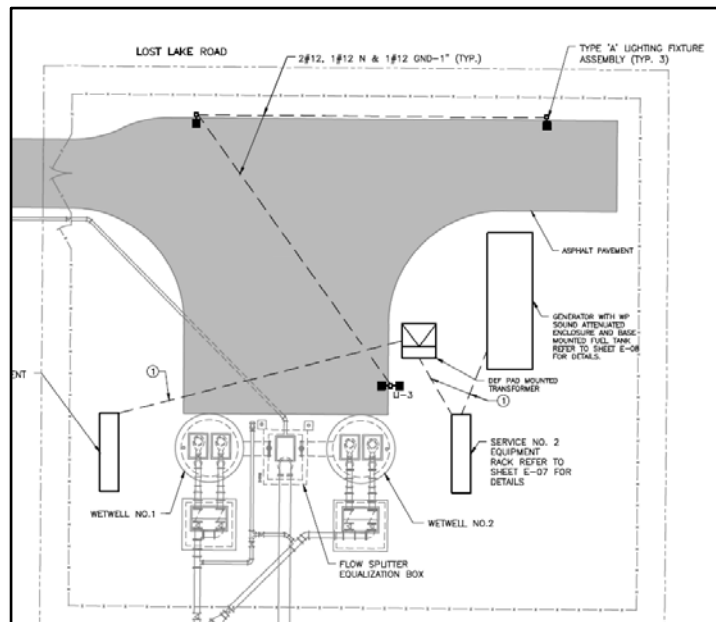 LOST LAKE ROAD
2#12, 1#12 N & 1#12 GND-1" (TYP.)
TYPE 'A' LIGHTING FIXTURE
ASSEMBLY (TYP. 3)
ASPHALT PAVEMENT
GENERATOR WITH WP
SOUND ATTENUATED
ENCLOSURE AND BASE
MOUNTED FUEL TANK
REFER TO SHEET E-08
FOR DETAILS.
DEF PAD MOUNTED
TRANSFORMER
ENT
1
LI-3
1
SERVICE NO. 2
EQUIPMENT
RACK REFER TO
SHEET E-07 FOR
DETAILS
WETWELL NO.1
WETWELL NO.2
FLOW SPUTTER
EQUALIZATION BOX